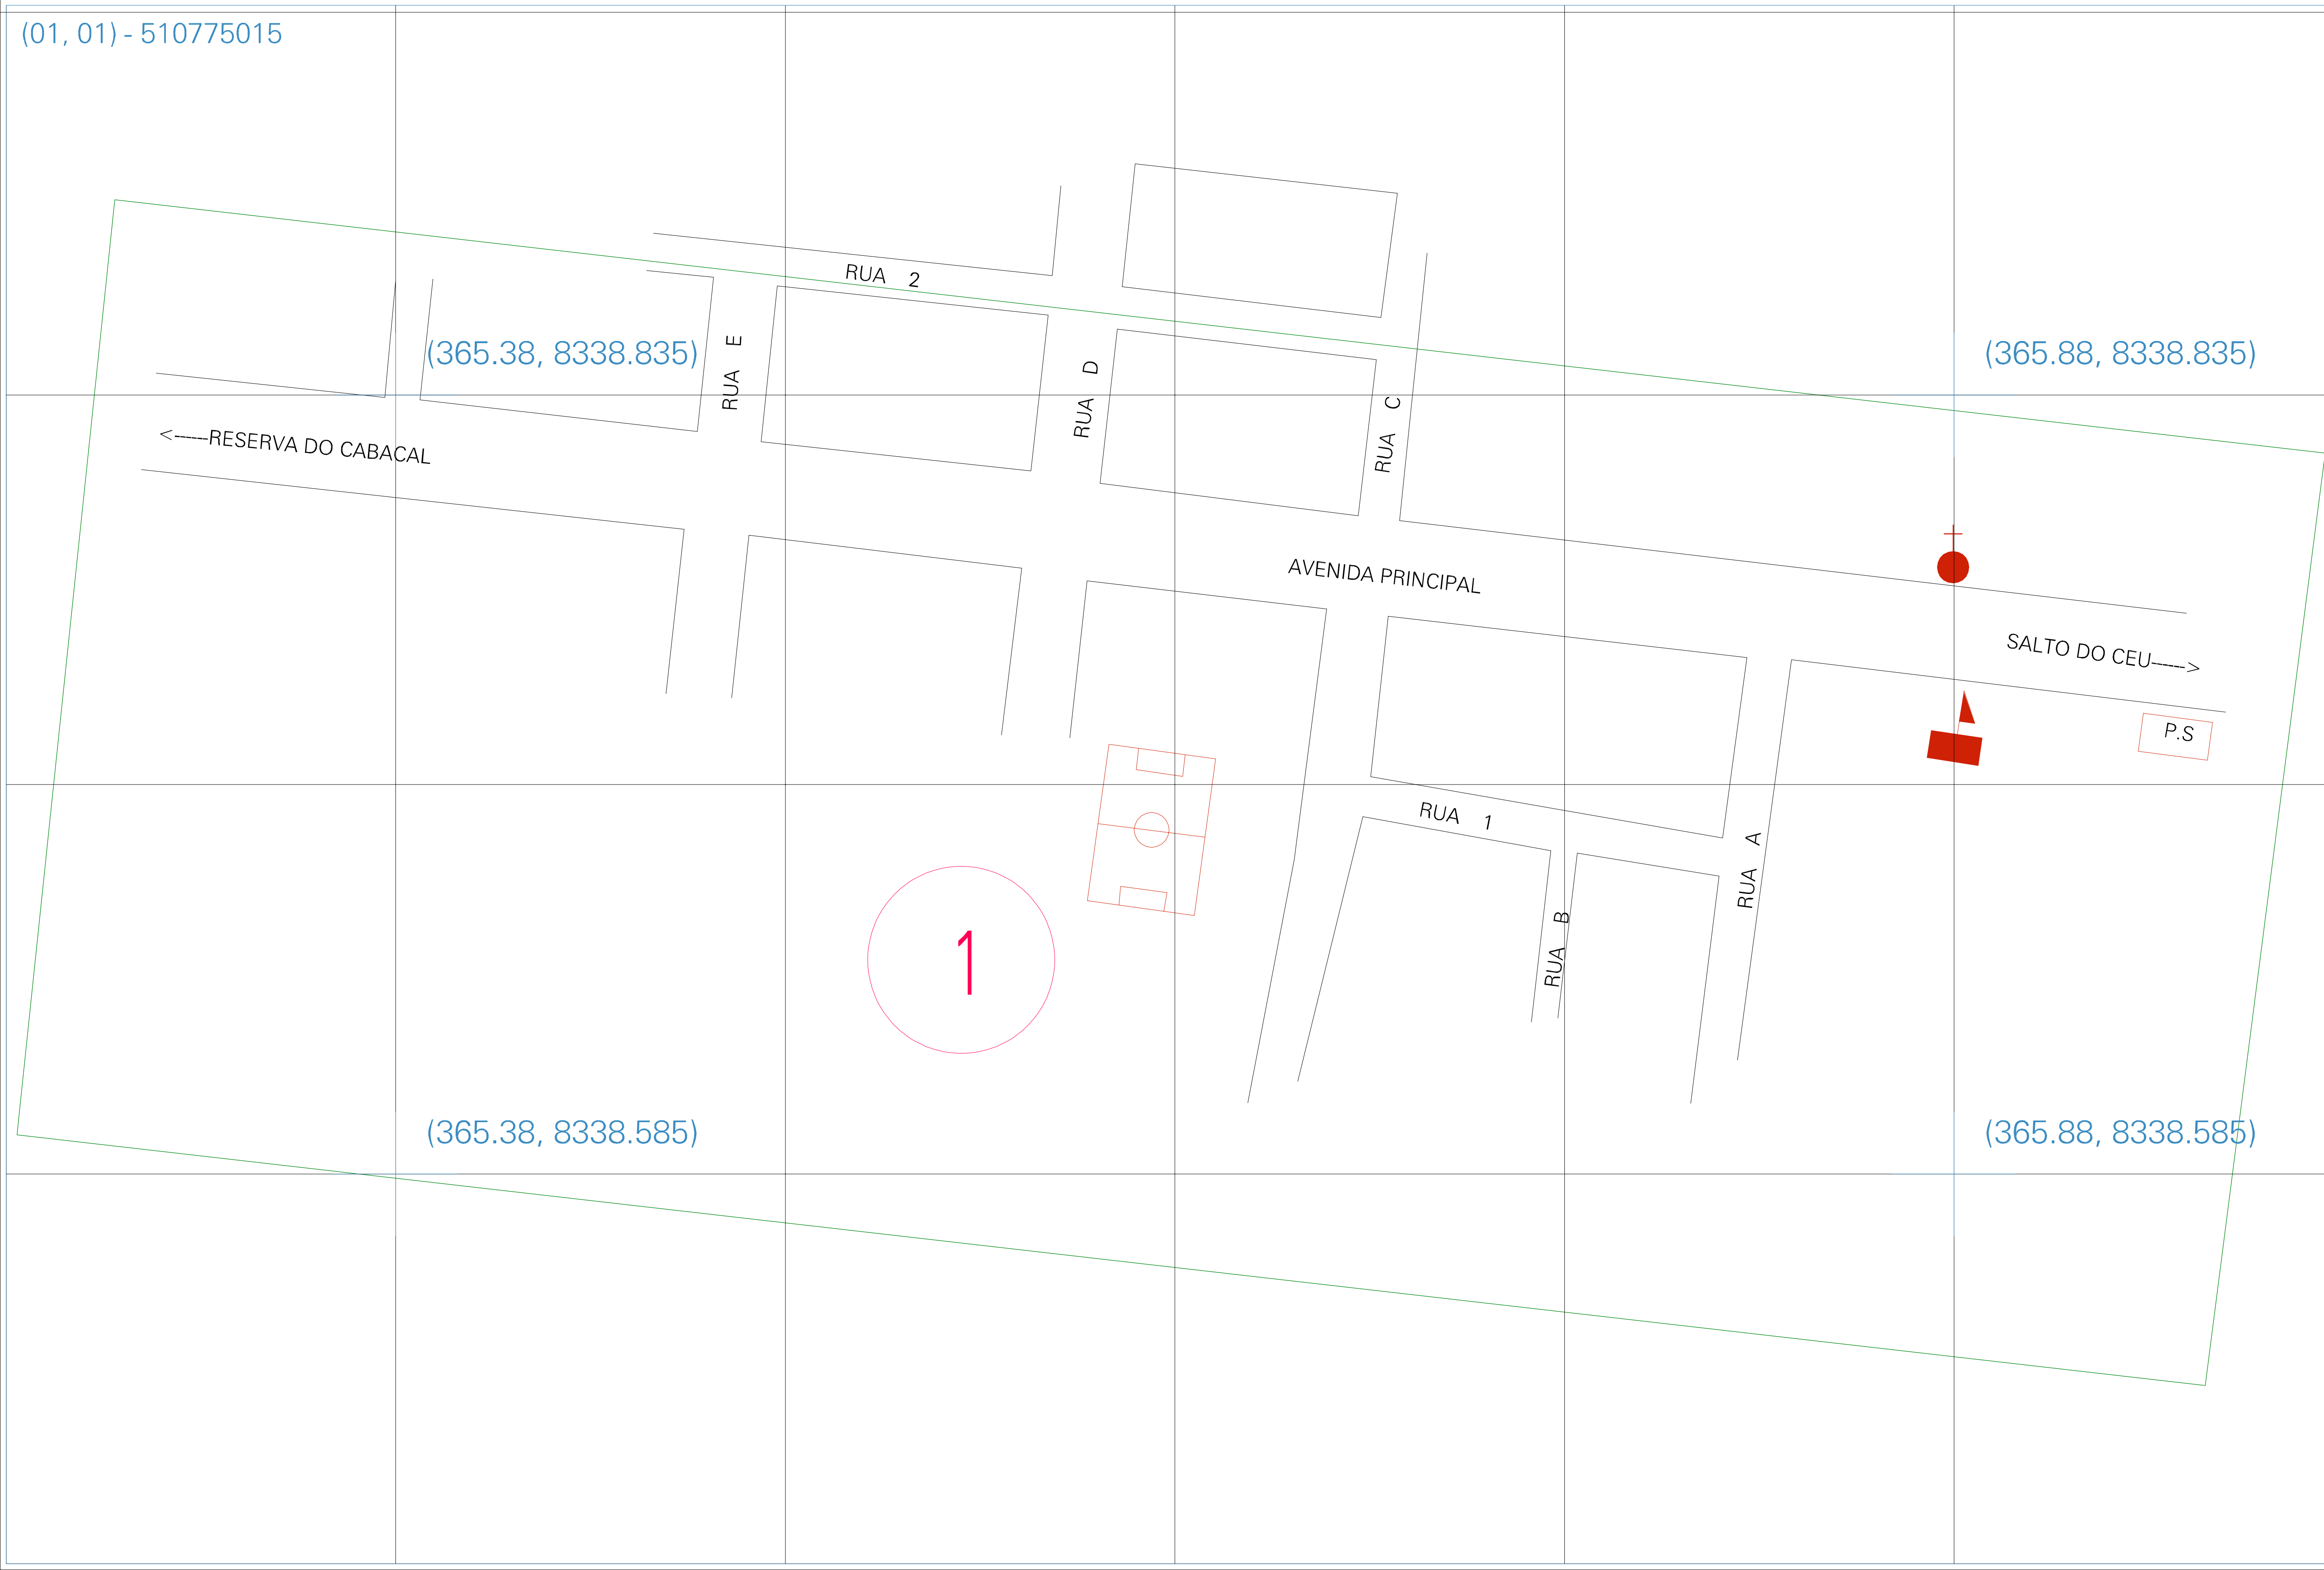 (01, 01) - 510775015
RUA 2
(365.38, 8338.835)
(365.88, 8338.835)
RUA E
RUA D
RUA C
<-----RESERVA DO CABACAL
AVENIDA PRINCIPAL
SALTO DO CEU----->
P.S
RUA 1
RUA A
RUA B
1
(365.38, 8338.585)
(365.88, 8338.585)